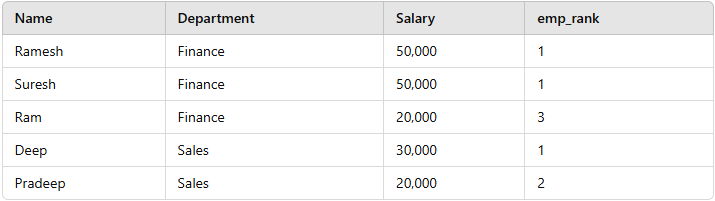 Name Department Salary emp_rank
Ramesh Finance 50,000 1
Suresh Finance 50,000 1
Ram Finance 20,000 3
Deep Sales 30,000 1
Pradeep Sales 20,000 2